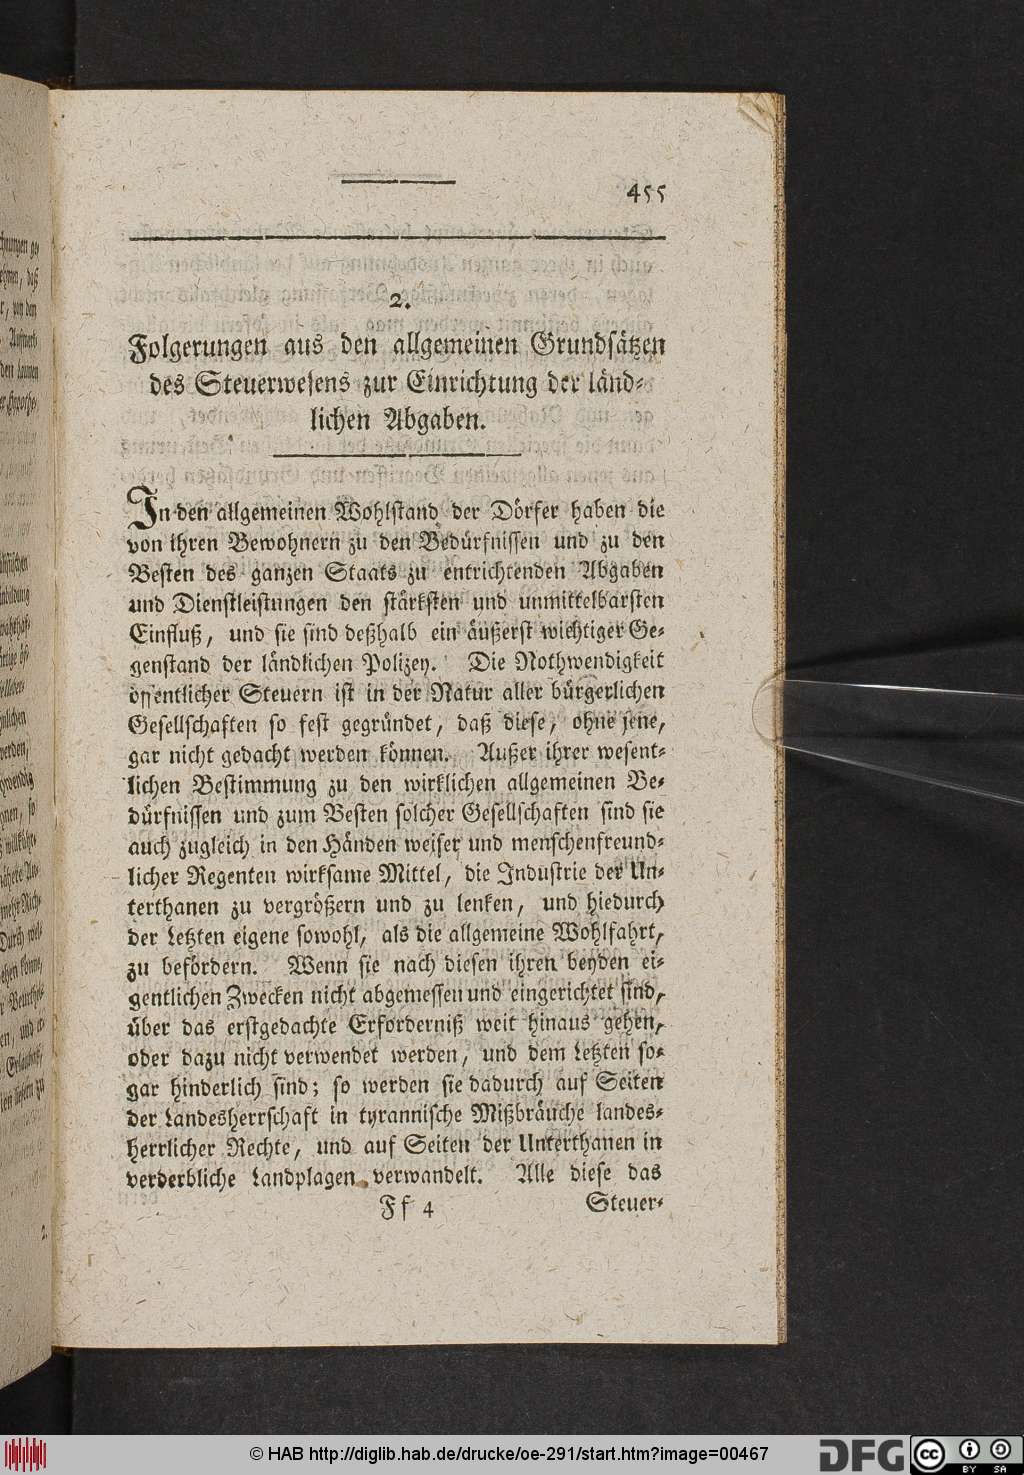 455
2.
Folgerungen aus den allgemeinen Grundsätzen
des Steuerwesens zur Einrichtung der länd-
lichen Abgaben.
In den allgemeinen Wohlstand der Dörfer haben die
von ihren Bewohnern zu den Bedürfnissen und zu den
Besten des ganzen Staats zu entrichtenden Abgaben
und Dienstleistungen den stärksten und unmittelbarsten
Einfluß, und sie sind deßhalb ein äußerst wichtiger Ge-
genstand der ländlichen Polizey. Die Nothwendigkeit
öffentlicher Steuern ist in der Natur aller bürgerlichen
Gesellschaften so fest gegründet, daß diese, ohne jene,
gar nicht gedacht werden können. Außer ihrer wesent-
lichen Bestimmung zu den wirklichen allgemeinen Be-
dürfnissen und zum Besten solcher Gesellschaften sind sie
auch zugleich in den Händen weiser und menschenfreund-
licher Regenten wirksame Mittel, die Industrie der Un-
terthanen zu vergrößern und zu lenken, und hiedurch
der Letzten eigene sowohl, als die allgemeine Wohlfahrt,
zu befördern. Wenn sie nach diesen ihren beyden ei-
gentlichen Zwecken nicht abgemessen und eingerichtet sind,
über das erstgedachte Erforderniß weit hinaus gehen,
oder dazu nicht verwendet werden, und dem Letzten so-
gar hinderlich sind; so werden sie dadurch auf Seiten
der Landesherrschaft in tyrannische Mißbräuche landes-
herrlicher Rechte, und auf Seiten der Unterthanen in
verderbliche Landplagen verwandelt. Alle diese das
Ff 4 Steuer-
© HAB http://diglib.hab.de/drucke/oe-291/start.htm?image=00467
DFG
cc
BY SA